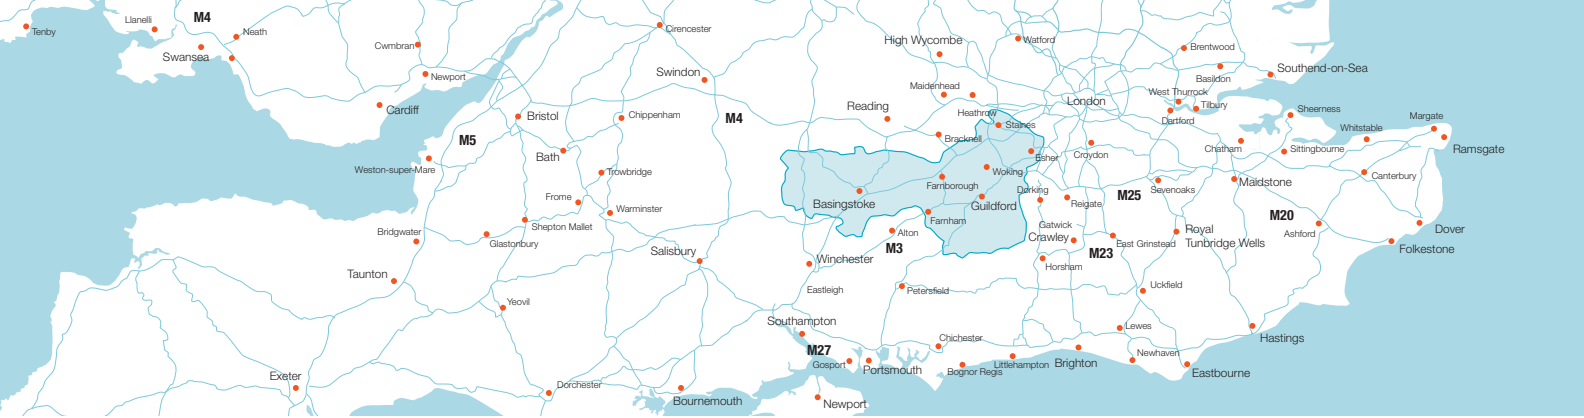 Llanelli
M4
Tenby
Neath
Swansea
Cwmbran
Newport
Cardiff
Cirencester
Swindon
High Wycombe
Watford
Brentwood
Southend-on-Sea
Basildon
Maidenhead
West Thurrock
London
Tilbury
Reading
Heathrow
Sheerness
Dartford
Margate
Bristol
Chippenham
M4
Staines
Whitstable
M5
Bracknell
Chatham
Sittingbourne
Ramsgate
Bath
Esher
Croydon
Weston-super-Mare
Trowbridge
Woking
Canterbury
Farnborough
Dorking
Sevenoaks
Maidstone
Frome
M25
Basingstoke
Guildford
Reigate
Warminster
M20
Farnham
Shepton Mallet
Gatwick
Royal
Tunbridge Wells
Bridgwater
Alton
Crawley
Ashford
Dover
Glastonbury
M3
East Grinstead
Folkestone
Salisbury
M23
Winchester
Horsham
Taunton
Eastleigh
Petersfield
Uckfield
Yeovil
Southampton
Lewes
Chichester
Hastings
M27
Newhaven
Gosport
Portsmouth
Bognor Regis
Littlehampton
Brighton
Eastbourne
Exeter
Dorchester
Bournemouth
Newport